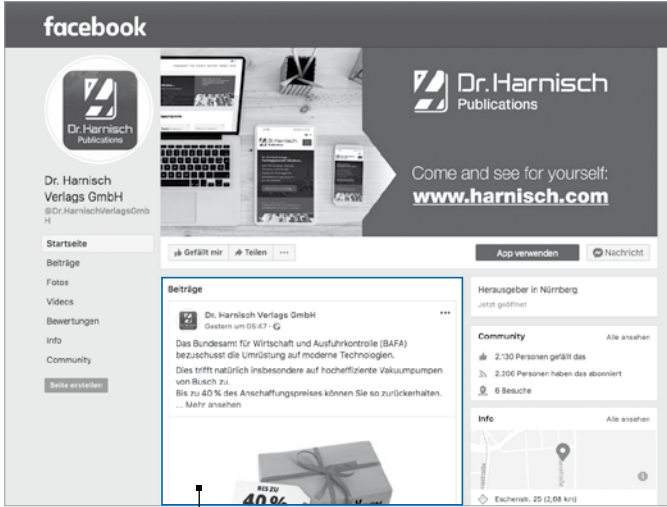 facebook
Dr. Harnisch
Publications
Dr. Harnisch
Verlags GmbH
@Dr.HarnischVerlagsGmb
H
Startseite
Beiträge
Fotos
Videos
Bewertungen
Info
Community
Seite erstellen
Dr. Harnisch
Publications
Come and see for yourself:
www.harnisch.com
Gefällt mir
Teilen
App verwenden
Nachricht
Beiträge
Dr. Harnisch Verlags GmbH
Gestern um 05:47
Das Bundesamt für Wirtschaft und Ausfuhrkontrolle (BAFA)
bezuschusst die Umrüstung auf moderne Technologien.
Dies trifft natürlich insbesondere auf hocheffiziente Vakuumpumpen
von Busch zu.
Bis zu 40 % des Anschaffungspreises können Sie so zurückerhalten.
... Mehr ansehen
BIS ZU
40 %
Herausgeber in Nürnberg
Jetzt geöffnet
Community
Alle ansehen
2.130 Personen gefällt das
2.206 Personen haben das abonniert
6 Besuche
Info
Alle ansehen
Eschenstr. 25 (2,68 km)